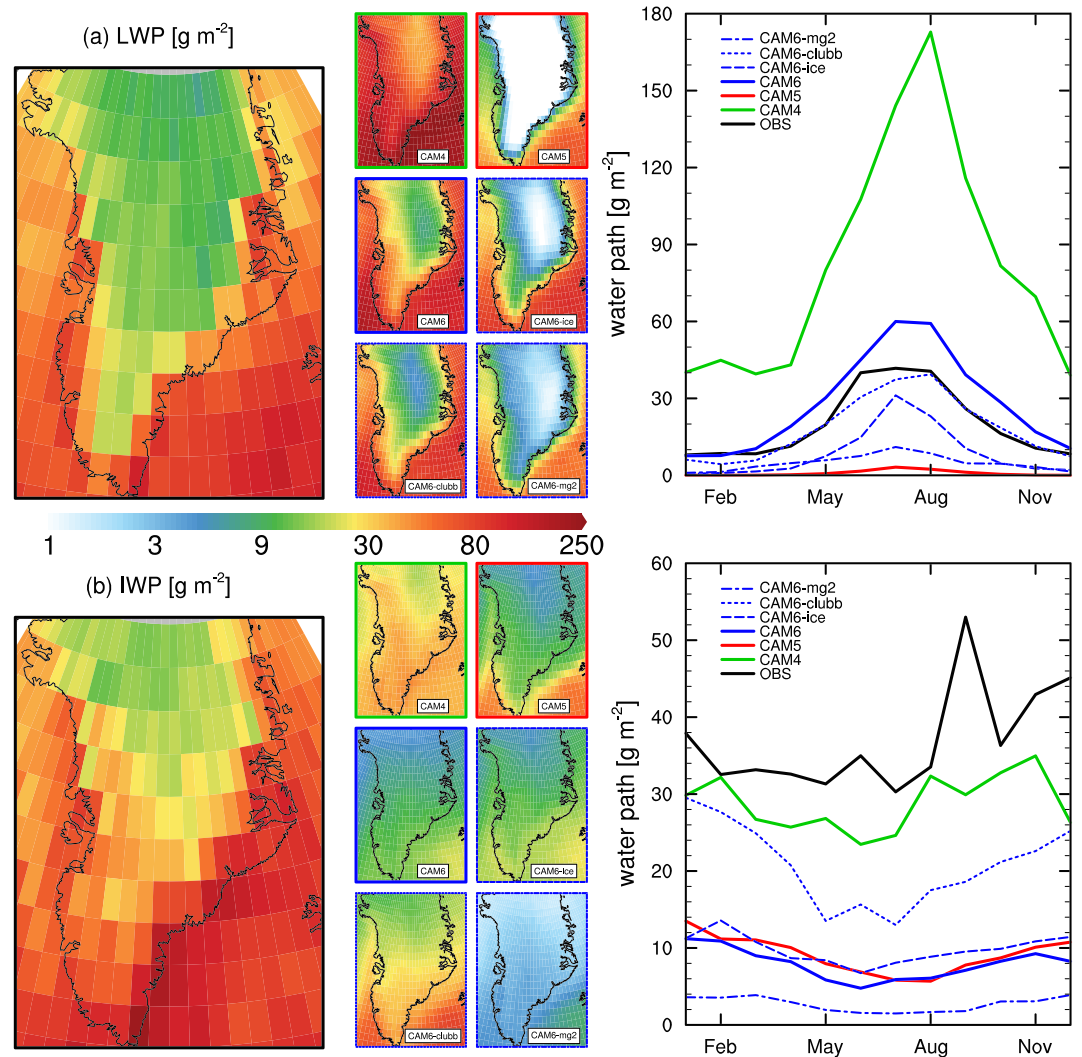 (a) LWP [g m-2]
CAM4
CAM5
CAM6
CAM6-ice
CAM6-clubb
CAM6-mg2
water path [g m-2]
180
150
120
90
60
30
0
CAM6-mg2
CAM6-clubb
CAM6-ice
CAM6
CAM5
CAM4
OBS
Feb May Aug Nov
1 3 9 30 80 250
(b) IWP [g m-2]
CAM4
CAM5
CAM6
CAM6-ice
CAM6-clubb
CAM6-mg2
water path [g m-2]
60
50
40
30
20
10
0
CAM6-mg2
CAM6-clubb
CAM6-ice
CAM6
CAM5
CAM4
OBS
Feb May Aug Nov